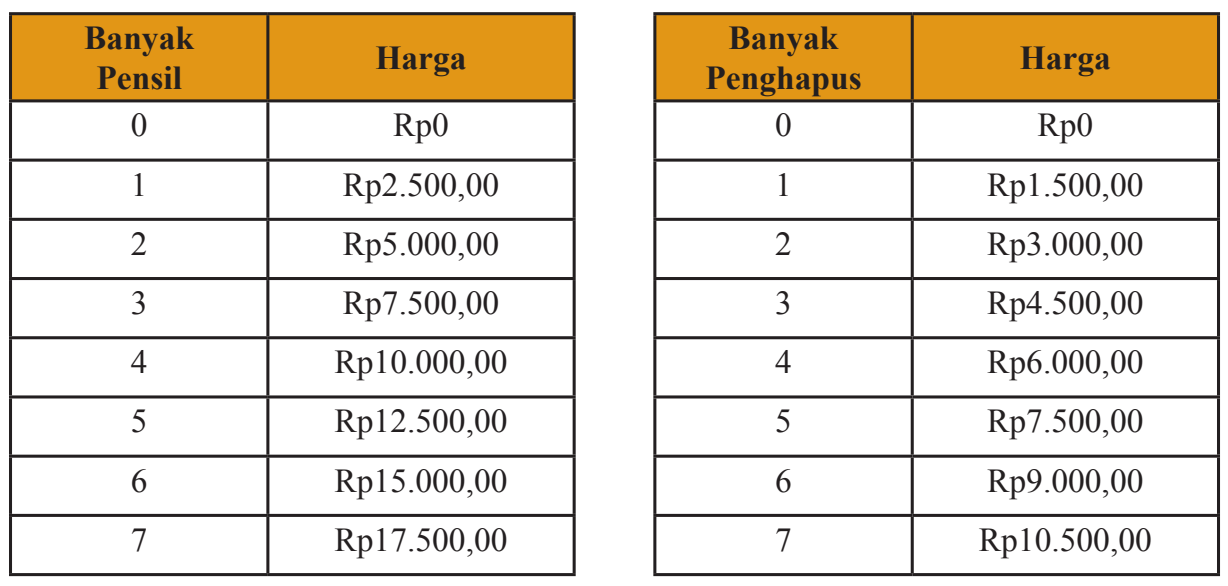 Banyak
Pensil
Harga
0
Rp0
1
Rp2.500,00
2
Rp5.000,00
3
Rp7.500,00
4
Rp10.000,00
5
Rp12.500,00
6
Rp15.000,00
7
Rp17.500,00
Banyak
Penghapus
Harga
0
Rp0
1
Rp1.500,00
2
Rp3.000,00
3
Rp4.500,00
4
Rp6.000,00
5
Rp7.500,00
6
Rp9.000,00
7
Rp10.500,00